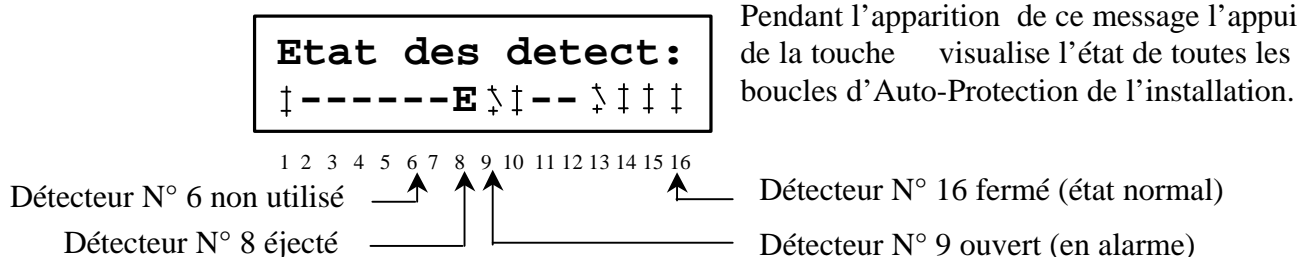 Etat des detect:
‡------E⍀‡-- ⍀‡‡‡
1 2 3 4 5 6 7 8 9 10 11 12 13 14 15 16
Pendant l’apparition de ce message l’appui
de la touche visualise l’état de toutes les
boucles d’Auto-Protection de l’installation.
Détecteur N° 6 non utilisé
Détecteur N° 8 éjecté
Détecteur N° 16 fermé (état normal)
Détecteur N° 9 ouvert (en alarme)